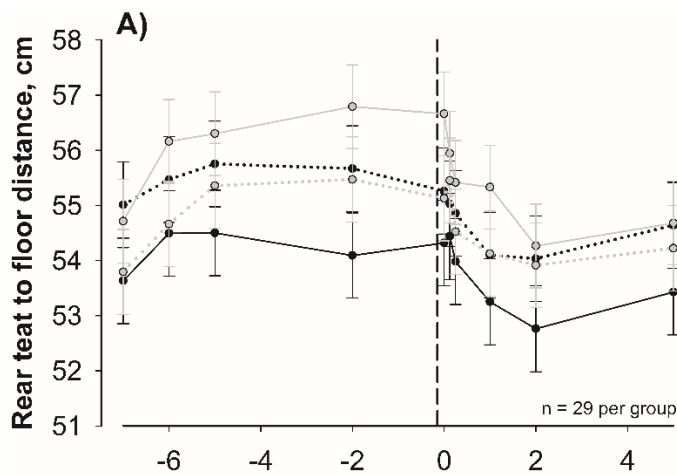 A)
Rear teat to floor distance, cm
58
57
56
55
54
53
52
51
n = 29 per group
-6 -4 -2 0 2 4